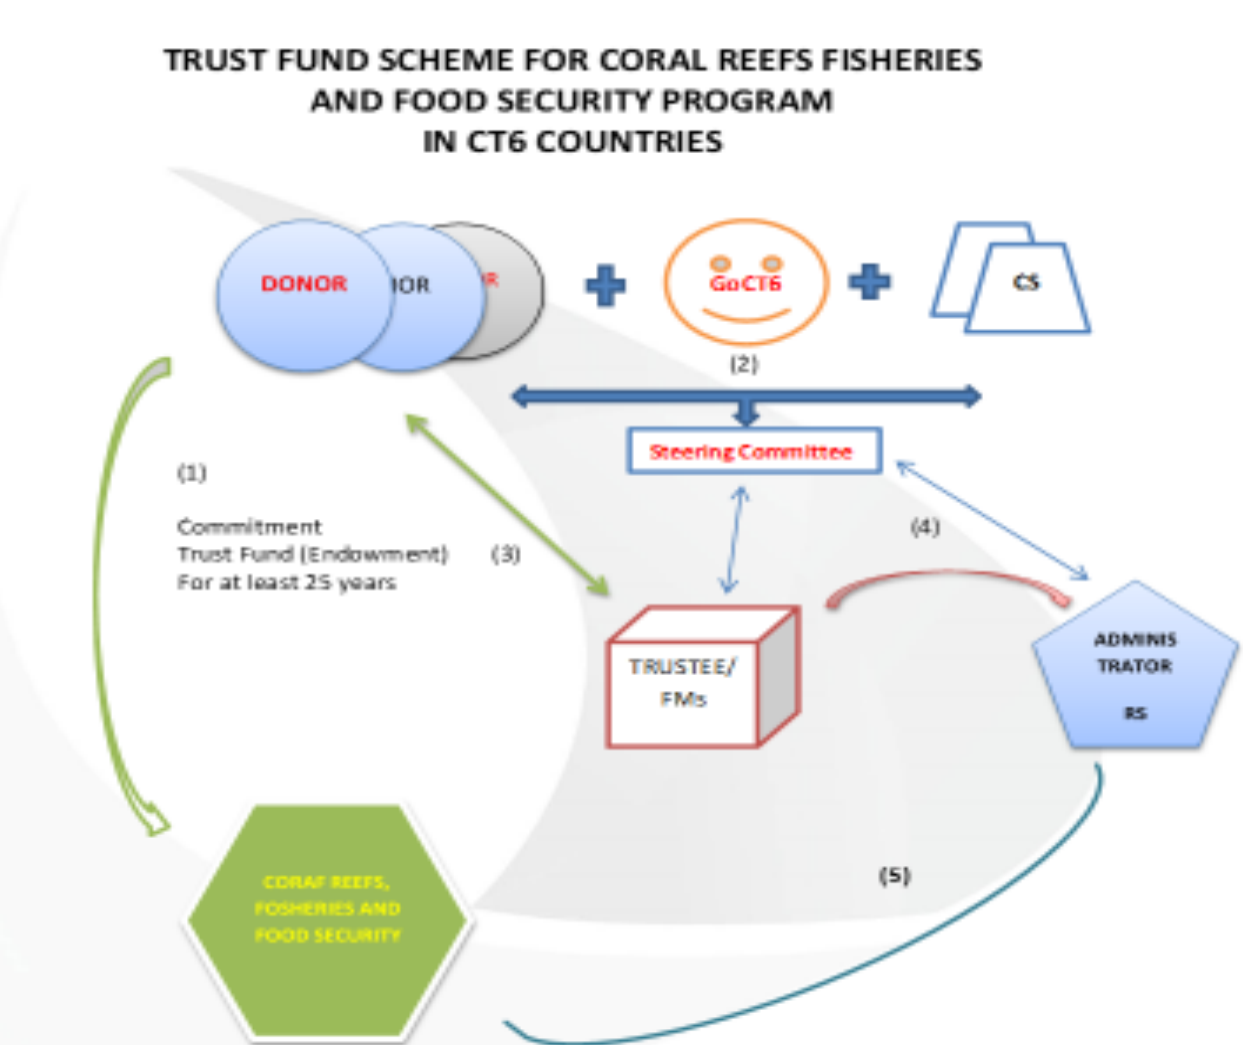 TRUST FUND SCHEME FOR CORAL REEFS FISHERIES
AND FOOD SECURITY PROGRAM
IN CT6 COUNTRIES
DONOR
IOR
R
GoCT6
CS
(2)
Steering Committee
(1)
Commitment
Trust Fund (Endowment)
For at least 25 years
(3)
(4)
TRUSTEE/
FMs
ADMINIS
TRATOR
RS
(5)
CORAF REEFS,
FOSHERIES AND
FOOD SECURITY